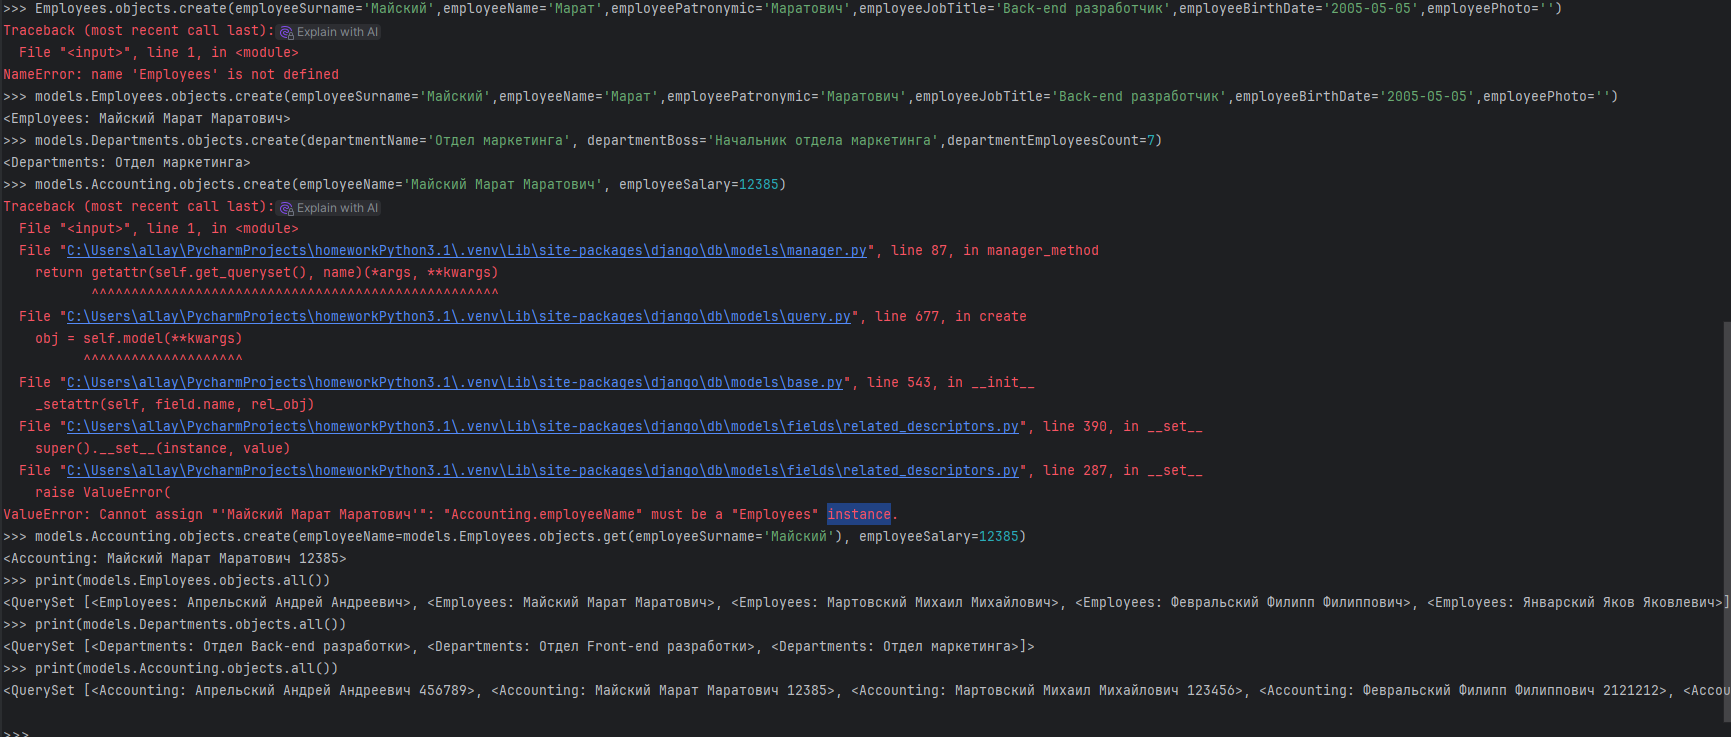 >>> Employees.objects.create(employeeSurname='Майский',employeeName='Марат',employeePatronymic='Маратович',employeeJobTitle='Back-end разработчик',employeeBirthDate='2005-05-05',employeePhoto='')
Traceback (most recent call last): Explain with AI
  File "<input>", line 1, in <module>
NameError: name 'Employees' is not defined
>>> models.Employees.objects.create(employeeSurname='Майский',employeeName='Марат',employeePatronymic='Маратович',employeeJobTitle='Back-end разработчик',employeeBirthDate='2005-05-05',employeePhoto='')
<Employees: Майский Марат Маратович>
>>> models.Departments.objects.create(departmentName='Отдел маркетинга', departmentBoss='Начальник отдела маркетинга',departmentEmployeesCount=7)
<Departments: Отдел маркетинга>
>>> models.Accounting.objects.create(employeeName='Майский Марат Маратович', employeeSalary=12385)
Traceback (most recent call last): Explain with AI
  File "<input>", line 1, in <module>
  File "C:\Users\allay\PycharmProjects\homeworkPython3.1\.venv\Lib\site-packages\django\db\models\manager.py", line 87, in manager_method
    return getattr(self.get_queryset(), name)(*args, **kwargs)
           ^^^^^^^^^^^^^^^^^^^^^^^^^^^^^^^^^^^^^^^^^^^^^^^^^^^
  File "C:\Users\allay\PycharmProjects\homeworkPython3.1\.venv\Lib\site-packages\django\db\models\query.py", line 677, in create
    obj = self.model(**kwargs)
          ^^^^^^^^^^^^^^^^^^^^
  File "C:\Users\allay\PycharmProjects\homeworkPython3.1\.venv\Lib\site-packages\django\db\models\base.py", line 543, in __init__
    _setattr(self, field.name, rel_obj)
  File "C:\Users\allay\PycharmProjects\homeworkPython3.1\.venv\Lib\site-packages\django\db\models\fields\related_descriptors.py", line 390, in __set__
    super().__set__(instance, value)
  File "C:\Users\allay\PycharmProjects\homeworkPython3.1\.venv\Lib\site-packages\django\db\models\fields\related_descriptors.py", line 287, in __set__
    raise ValueError(
ValueError: Cannot assign "'Майский Марат Маратович'": "Accounting.employeeName" must be a "Employees" instance.
>>> models.Accounting.objects.create(employeeName=models.Employees.objects.get(employeeSurname='Майский'), employeeSalary=12385)
<Accounting: Майский Марат Маратович 12385>
>>> print(models.Employees.objects.all())
<QuerySet [<Employees: Апрельский Андрей Андреевич>, <Employees: Майский Марат Маратович>, <Employees: Мартовский Михаил Михайлович>, <Employees: Февральский Филипп Филиппович>, <Employees: Январский Яков Яковлевич>]
>>> print(models.Departments.objects.all())
<QuerySet [<Departments: Отдел Back-end разработки>, <Departments: Отдел Front-end разработки>, <Departments: Отдел маркетинга>]>
>>> print(models.Accounting.objects.all())
<QuerySet [<Accounting: Апрельский Андрей Андреевич 456789>, <Accounting: Майский Марат Маратович 12385>, <Accounting: Мартовский Михаил Михайлович 123456>, <Accounting: Февральский Филипп Филиппович 2121212>, <Accou
>>>